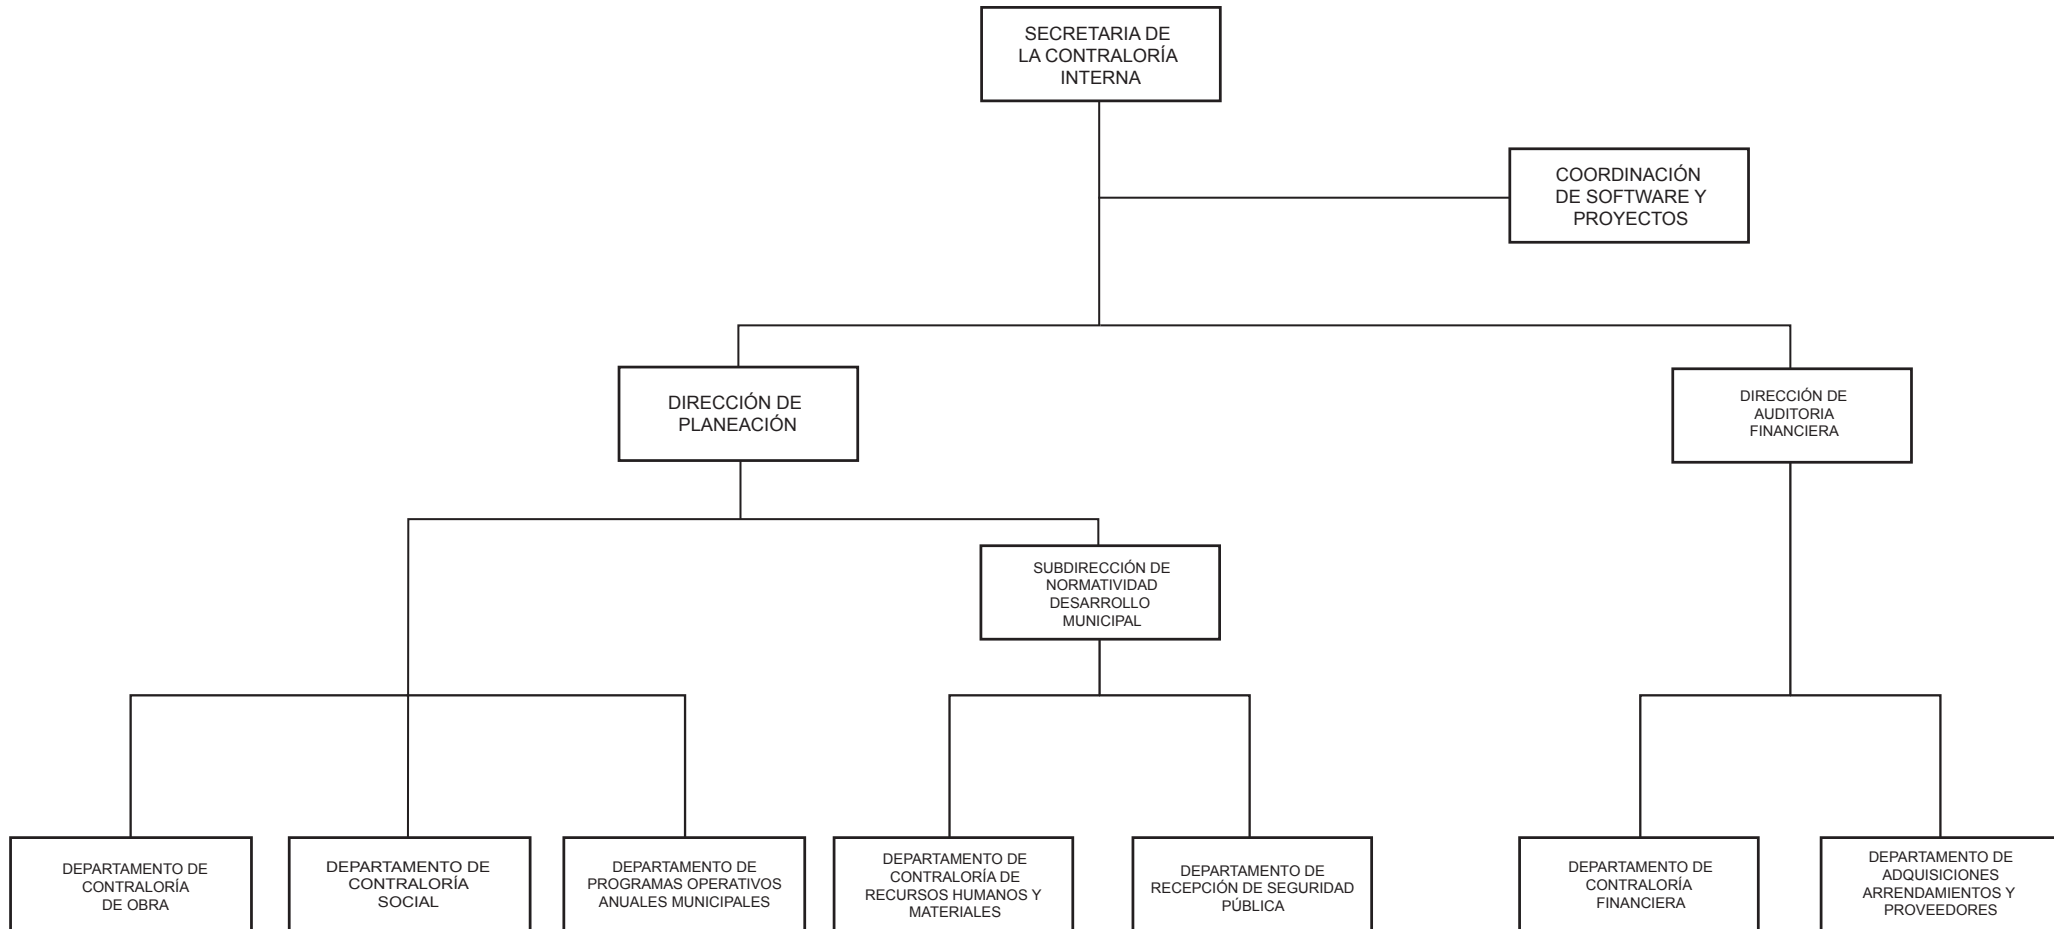 SECRETARIA DE
LA CONTRALORÍA
INTERNA
COORDINACIÓN
DE SOFTWARE Y
PROYECTOS
DIRECCIÓN DE
PLANEACIÓN
DIRECCIÓN DE
AUDITORIA
FINANCIERA
SUBDIRECCIÓN DE
NORMATIVIDAD
DESARROLLO
MUNICIPAL
DEPARTAMENTO DE
CONTRALORÍA
DE OBRA
DEPARTAMENTO DE
CONTRALORÍA
SOCIAL
DEPARTAMENTO DE
PROGRAMAS OPERATIVOS
ANUALES MUNICIPALES
DEPARTAMENTO DE
CONTRALORÍA DE
RECURSOS HUMANOS Y
MATERIALES
DEPARTAMENTO DE
RECEPCIÓN DE SEGURIDAD
PÚBLICA
DEPARTAMENTO DE
CONTRALORÍA
FINANCIERA
DEPARTAMENTO DE
ADQUISICIONES
ARRENDAMIENTOS Y
PROVEEDORES